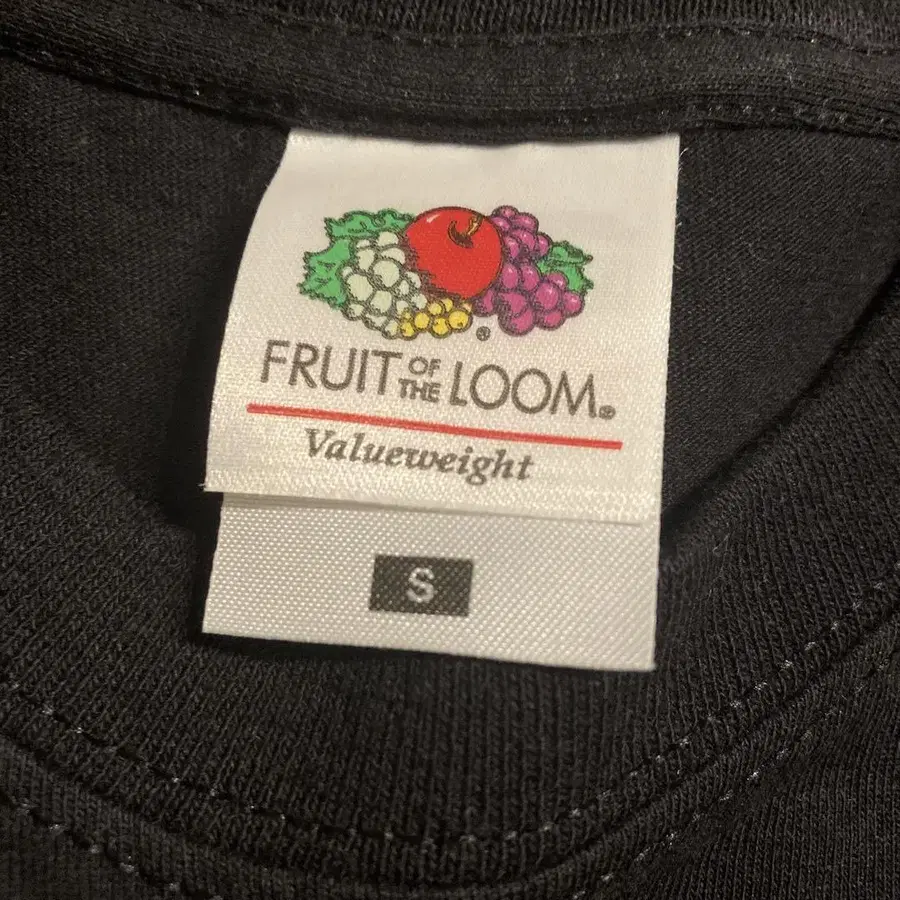 ®
FRUIT OF THE LOOM®
Valueweight
S